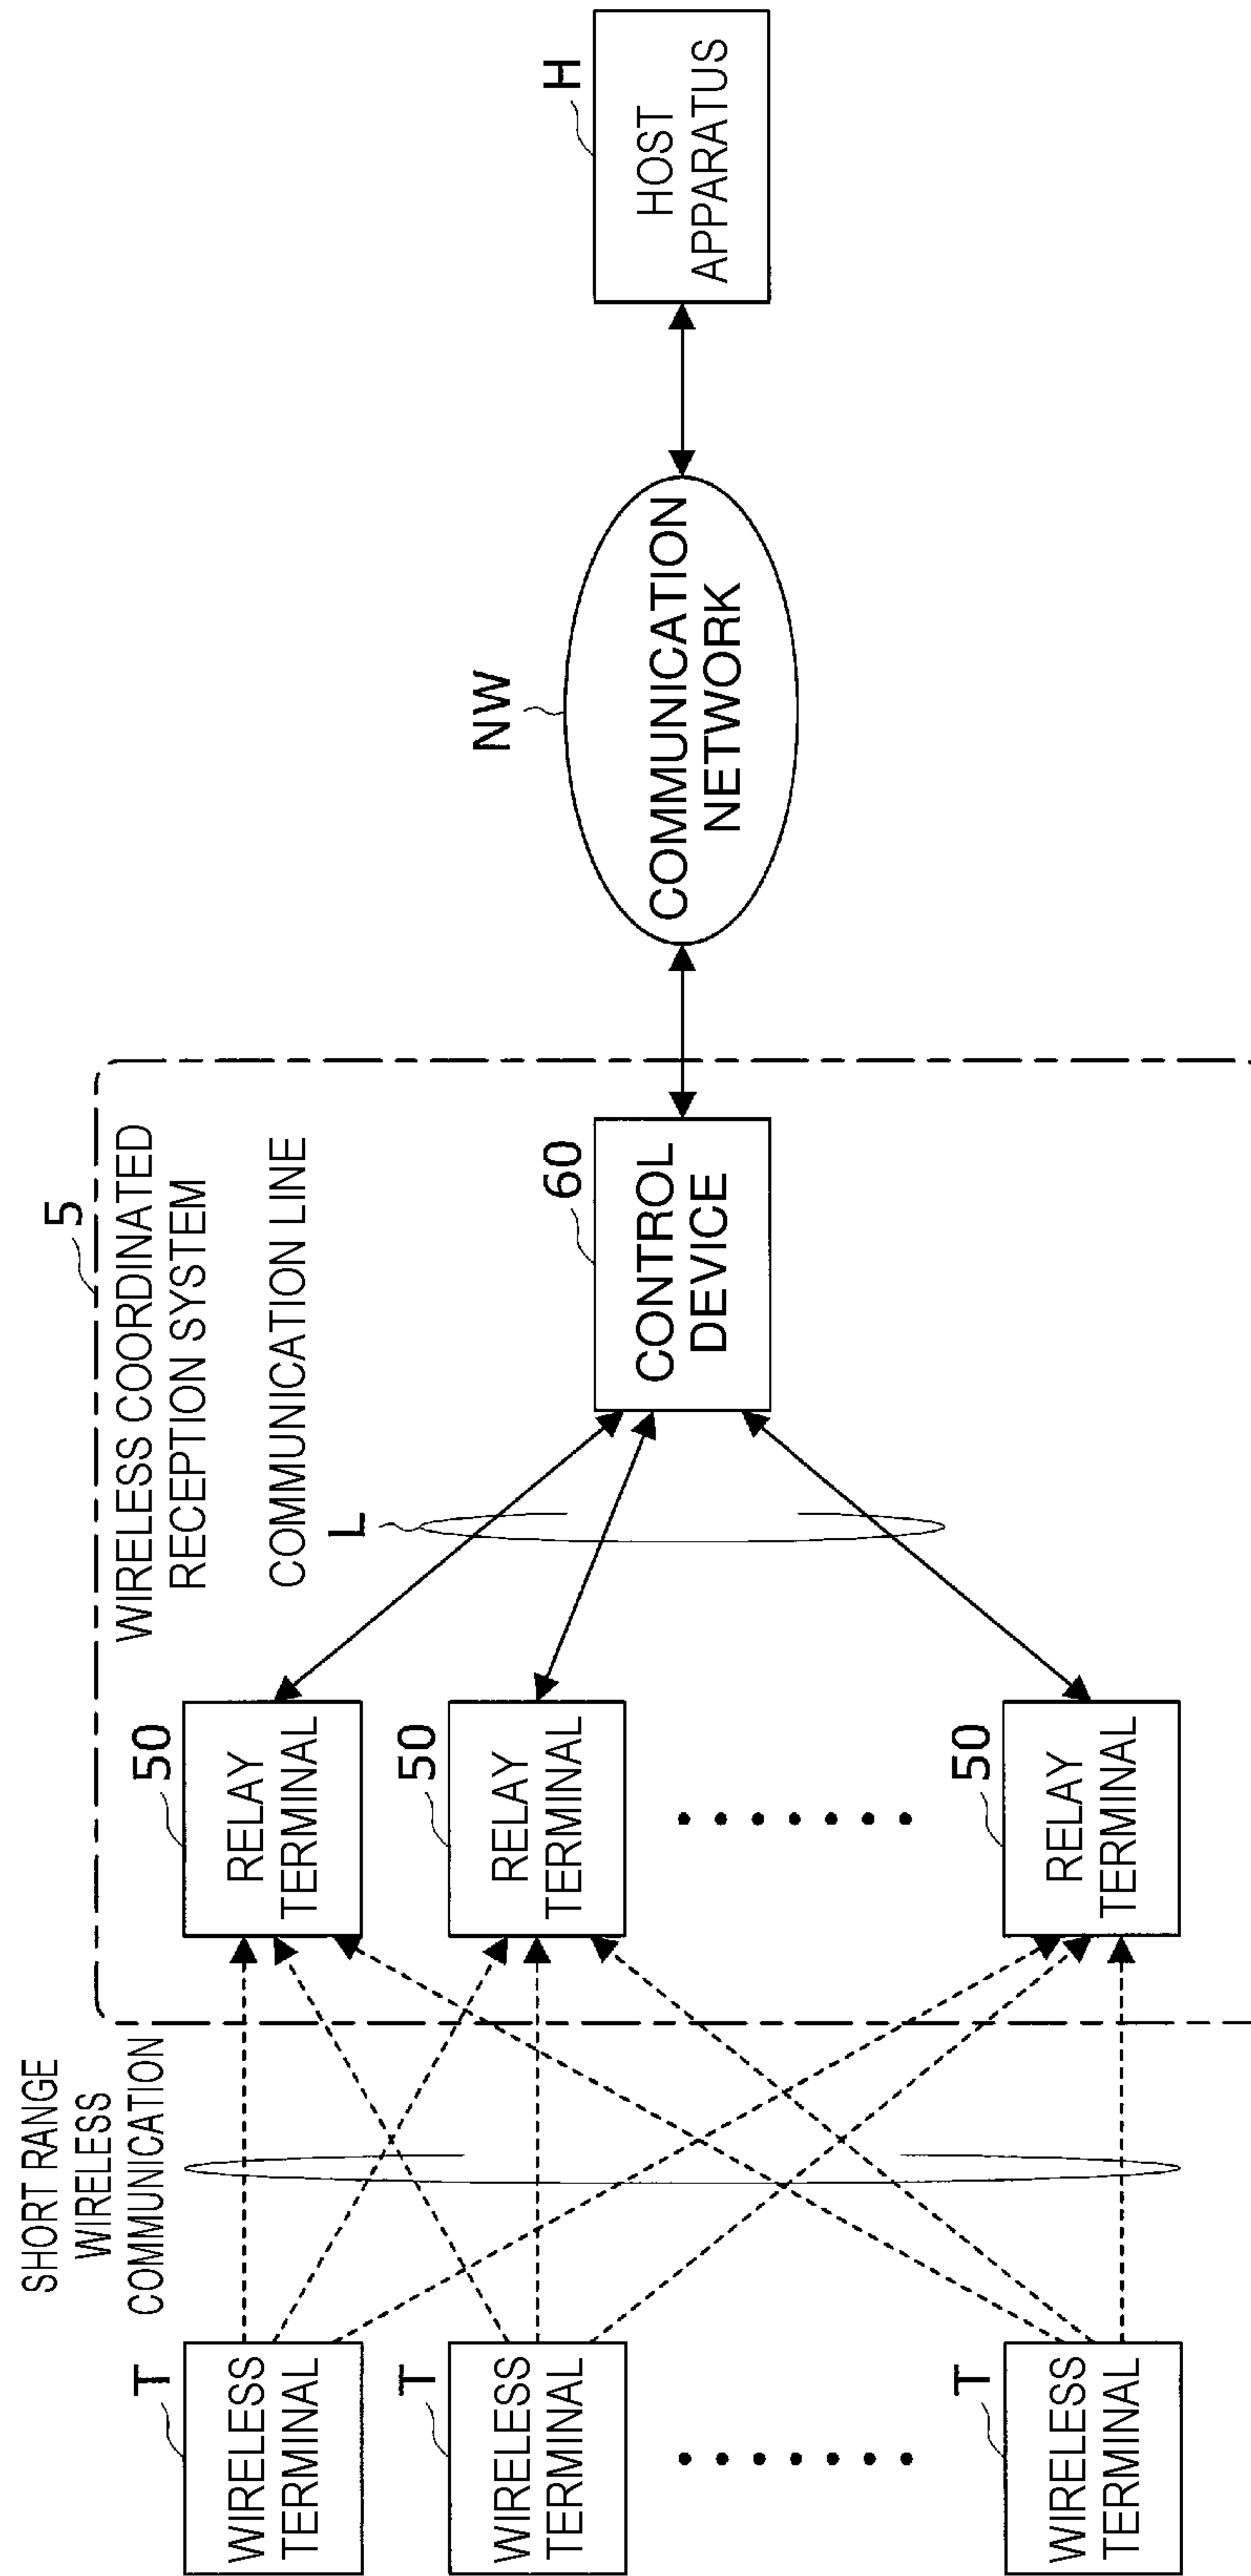 SHORT RANGE
WIRELESS
COMMUNICATION
5
WIRELESS COORDINATED
RECEPTION SYSTEM
COMMUNICATION LINE
L
T
WIRELESS
TERMINAL
T
WIRELESS
TERMINAL
T
WIRELESS
TERMINAL
50
RELAY
TERMINAL
50
RELAY
TERMINAL
50
RELAY
TERMINAL
60
CONTROL
DEVICE
NW
COMMUNICATION
NETWORK
H
HOST
APPARATUS